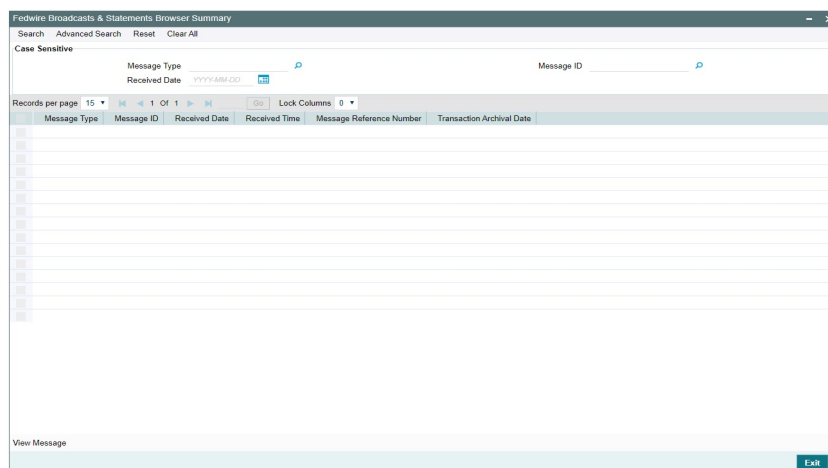 Fedwire Broadcasts & Statements Browser Summary
Search Advanced Search Reset Clear All
Case Sensitive
Message Type Message ID
Received Date YYYY-MM-DD
Records per page 15 1 Of 1 Go Lock Columns 0
Message Type Message ID Received Date Received Time Message Reference Number Transaction Archival Date
View Message
Exit